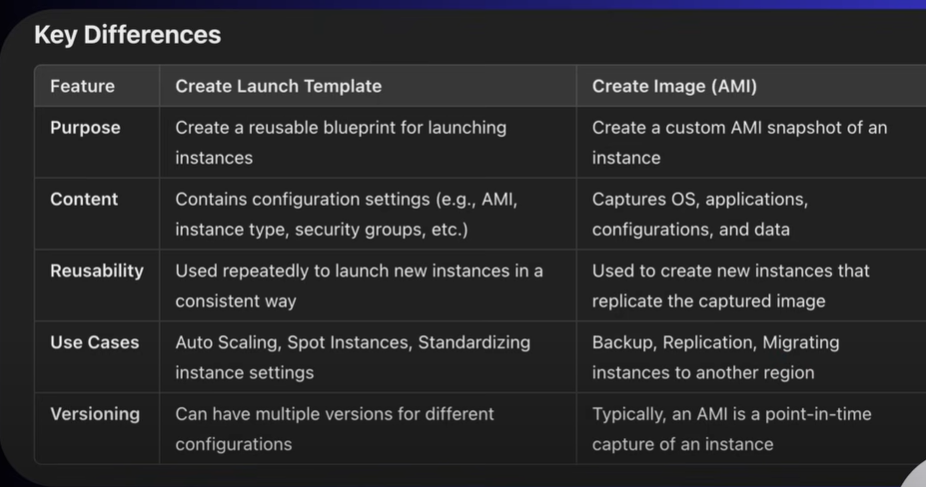 Key Differences
Feature Create Launch Template Create Image (AMI)
Purpose Create a reusable blueprint for launching Create a custom AMI snapshot of an
instances instance
Content Contains configuration settings (e.g., AMI, Captures OS, applications,
instance type, security groups, etc.) configurations, and data
Reusability Used repeatedly to launch new instances in a Used to create new instances that
consistent way replicate the captured image
Use Cases Auto Scaling, Spot Instances, Standardizing Backup, Replication, Migrating
instance settings instances to another region
Versioning Can have multiple versions for different Typically, an AMI is a point-in-time
configurations capture of an instance